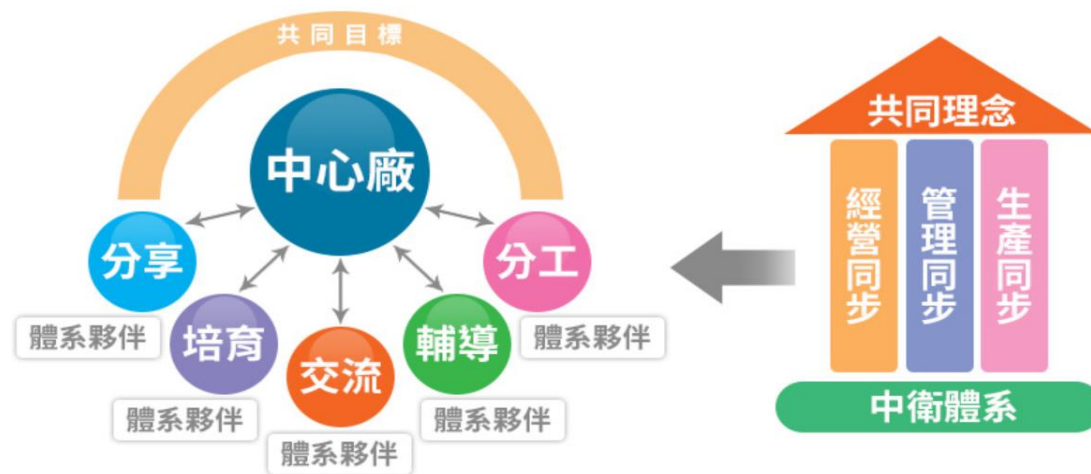 共同目標
中心廠
分享
體系夥伴
培育
體系夥伴
交流
體系夥伴
輔導
體系夥伴
分工
體系夥伴
共同理念
經營同步
管理同步
生產同步
中衛體系